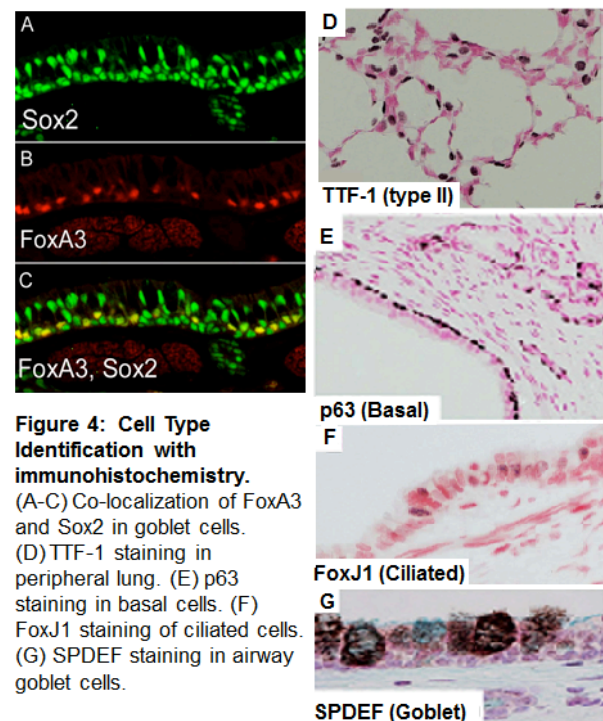 A
Sox2
B
FoxA3
C
FoxA3, Sox2
Figure 4: Cell Type
Identification with
immunohistochemistry.
(A-C) Co-localization of FoxA3
and Sox2 in goblet cells.
(D) TTF-1 staining in
peripheral lung. (E) p63
staining in basal cells. (F)
FoxJ1 staining of ciliated cells.
(G) SPDEF staining in airway
goblet cells.
D
TTF-1 (type II)
E
p63 (Basal)
F
FoxJ1 (Ciliated)
G
SPDEF (Goblet)